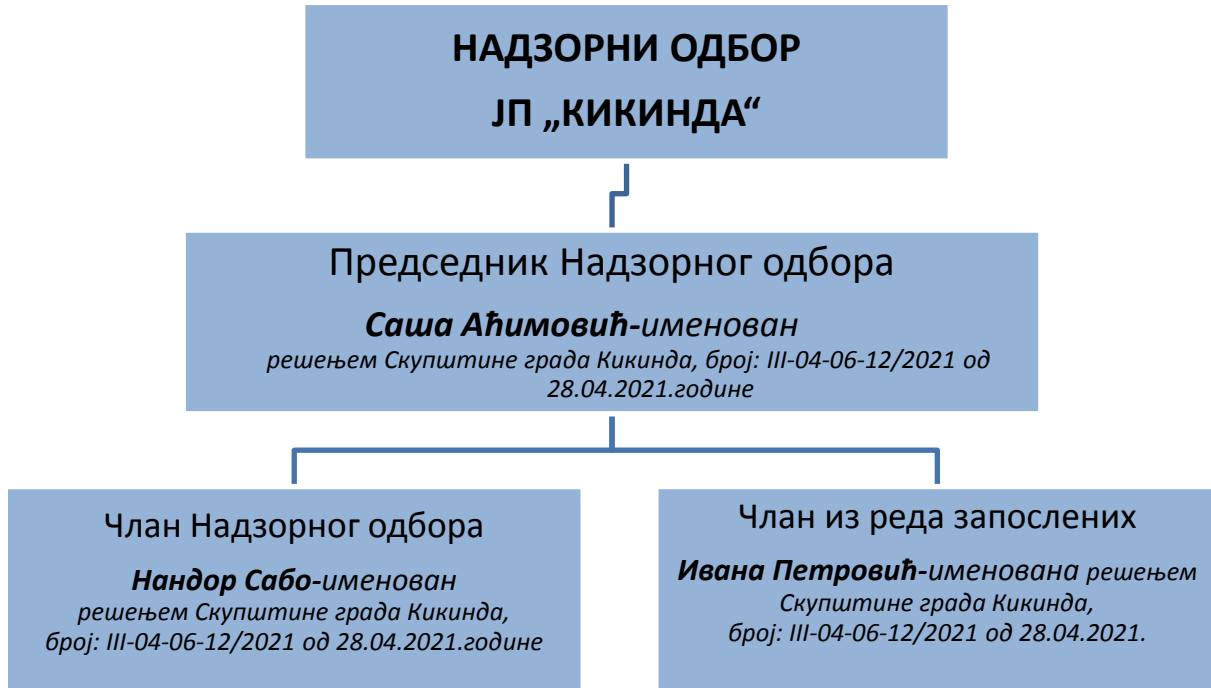 НАДЗОРНИ ОДБОР
ЈП „КИКИНДА“
Председник Надзорног одбора
Саша Аћимовић-именован
решењем Скупштине града Кикинда, број: III-04-06-12/2021 од
28.04.2021.године
Члан Надзорног одбора
Нандор Сабо-именован
решењем Скупштине града Кикинда,
број: III-04-06-12/2021 од 28.04.2021.године
Члан из реда запослених
Ивана Петровић-именована решењем
Скупштине града Кикинда,
број: III-04-06-12/2021 од 28.04.2021.